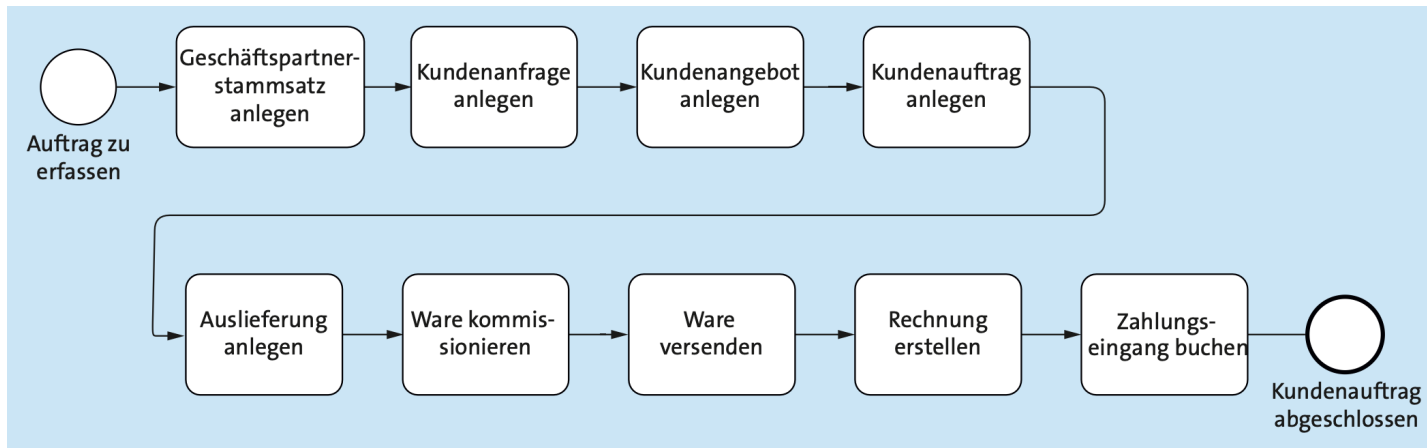 Auftrag zu
erfassen
Geschäftspartner-
stammsatz
anlegen
Kundenanfrage
anlegen
Kundenangebot
anlegen
Kundenauftrag
anlegen
Auslieferung
anlegen
Ware kommis-
sionieren
Ware
versenden
Rechnung
erstellen
Zahlungs-
eingang buchen
Kundenauftrag
abgeschlossen